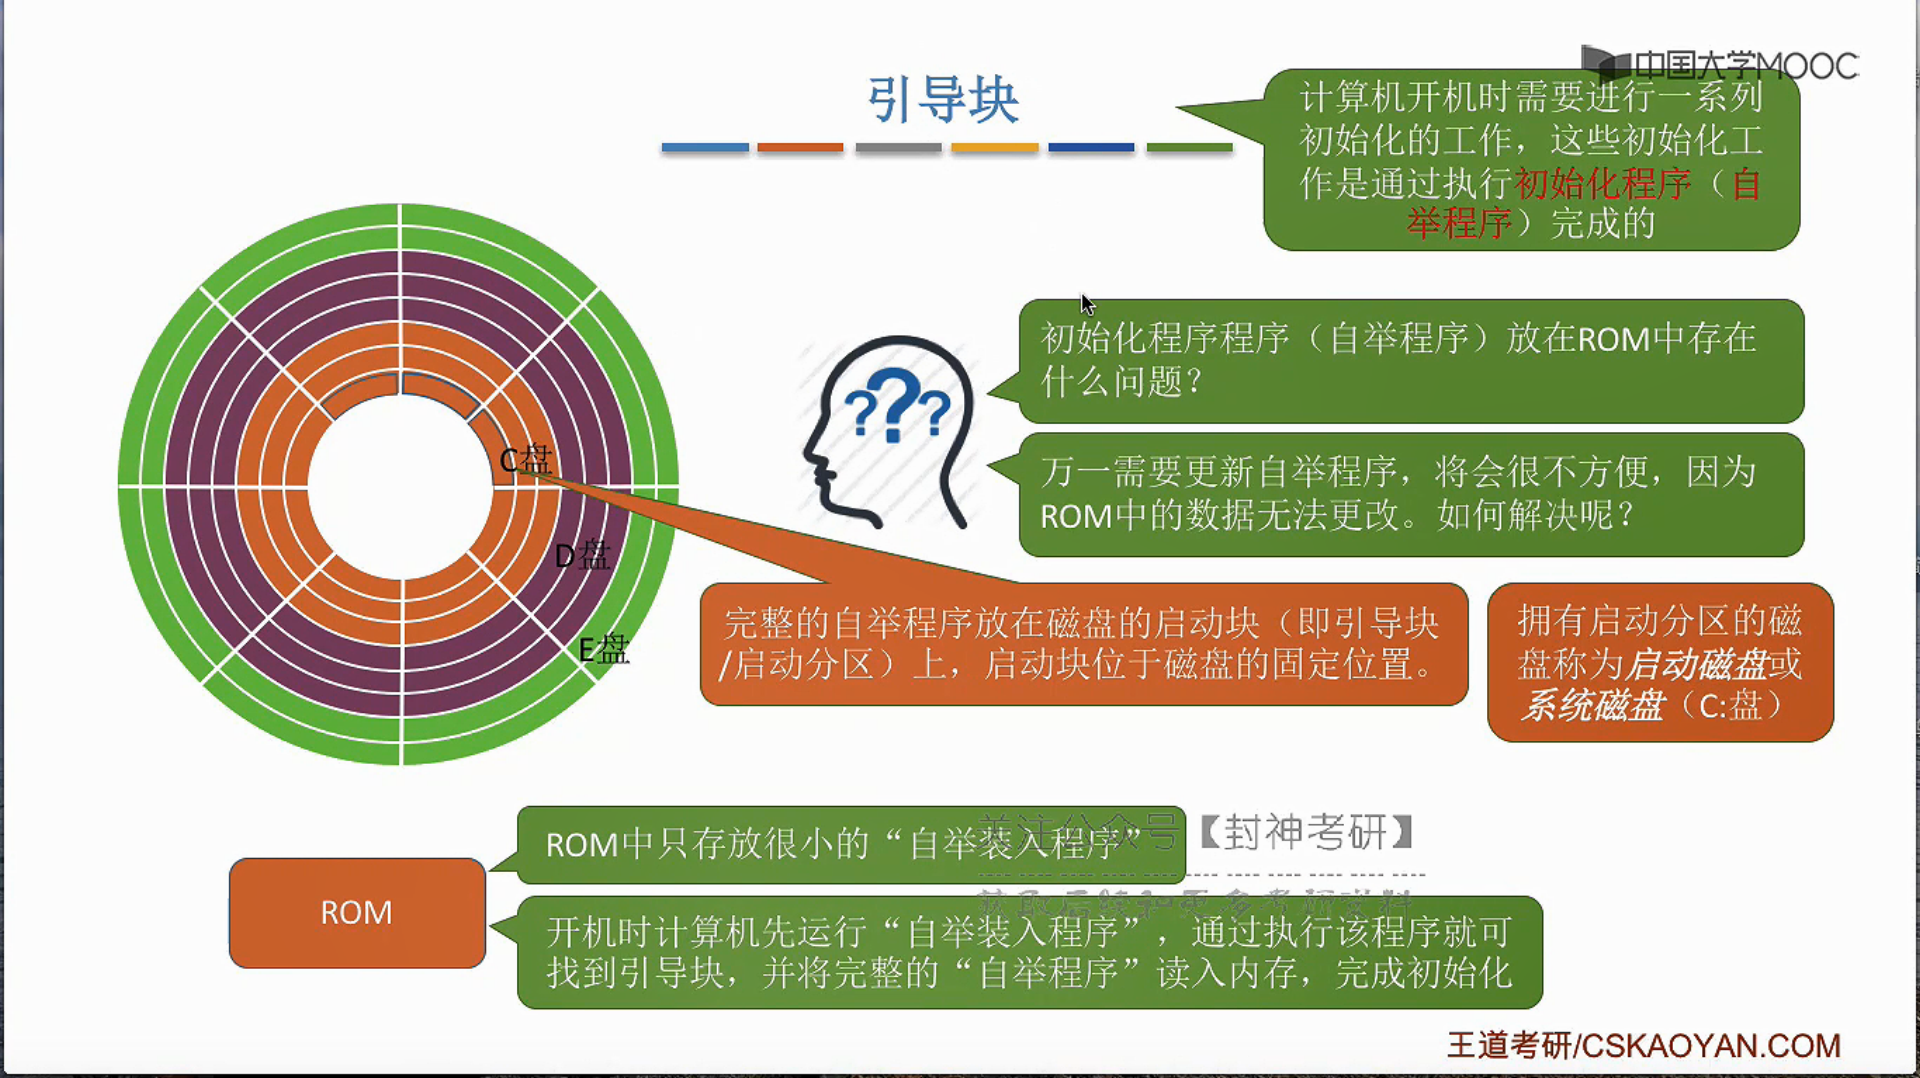 中国大学MOOC
引导块
计算机开机时需要进行一系列
初始化的工作，这些初始化工
作是通过执行初始化程序（自
举程序）完成的
初始化程序程序（自举程序）放在ROM中存在
什么问题？
万一需要更新自举程序，将会很不方便，因为
ROM中的数据无法更改。如何解决呢？
C盘
D盘
E盘
完整的自举程序放在磁盘的启动块（即引导块
/启动分区）上，启动块位于磁盘的固定位置。
拥有启动分区的磁
盘称为启动磁盘或
系统磁盘（C:盘）
ROM中只存放很小的“自举装入程序”
关注公众号【封神考研】
获取后续和更多考研资料
ROM
开机时计算机先运行“自举装入程序”，通过执行该程序就可
找到引导块，并将完整的“自举程序”读入内存，完成初始化
王道考研/CSKAOYAN.COM